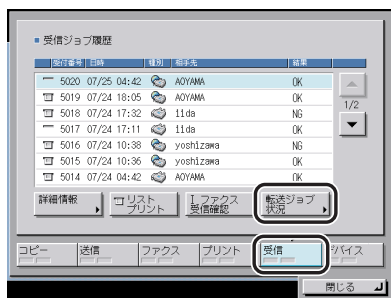 受信ジョブ履歴
受付番号 日時 種別 相手先 結果
5020 07/25 04:42 AOYAMA OK
5019 07/24 18:05 AOYAMA OK
5018 07/24 17:32 iida NG
5017 07/24 17:11 iida OK
5016 07/24 10:38 yoshizawa NG
5015 07/24 10:36 yoshizawa OK
5014 07/24 04:42 AOYAMA OK
1/2
詳細情報
リスト
プリント
I ファクス
受信確認
転送ジョブ
状況
コピー 送信 ファクス プリント 受信 デバイス
閉じる